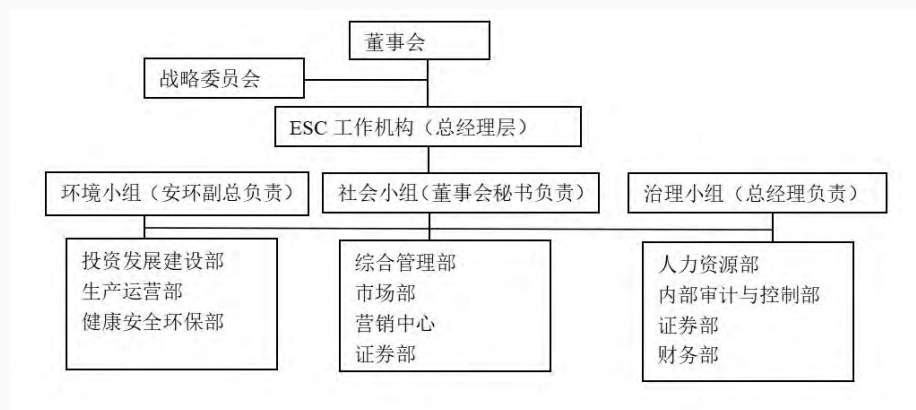 董事会
战略委员会
ESC 工作机构（总经理层）
环境小组（安环副总负责）
社会小组（董事会秘书负责）
治理小组（总经理负责）
投资发展建设部
生产运营部
健康安全环保部
综合管理部
市场部
营销中心
证券部
人力资源部
内部审计与控制部
证券部
财务部